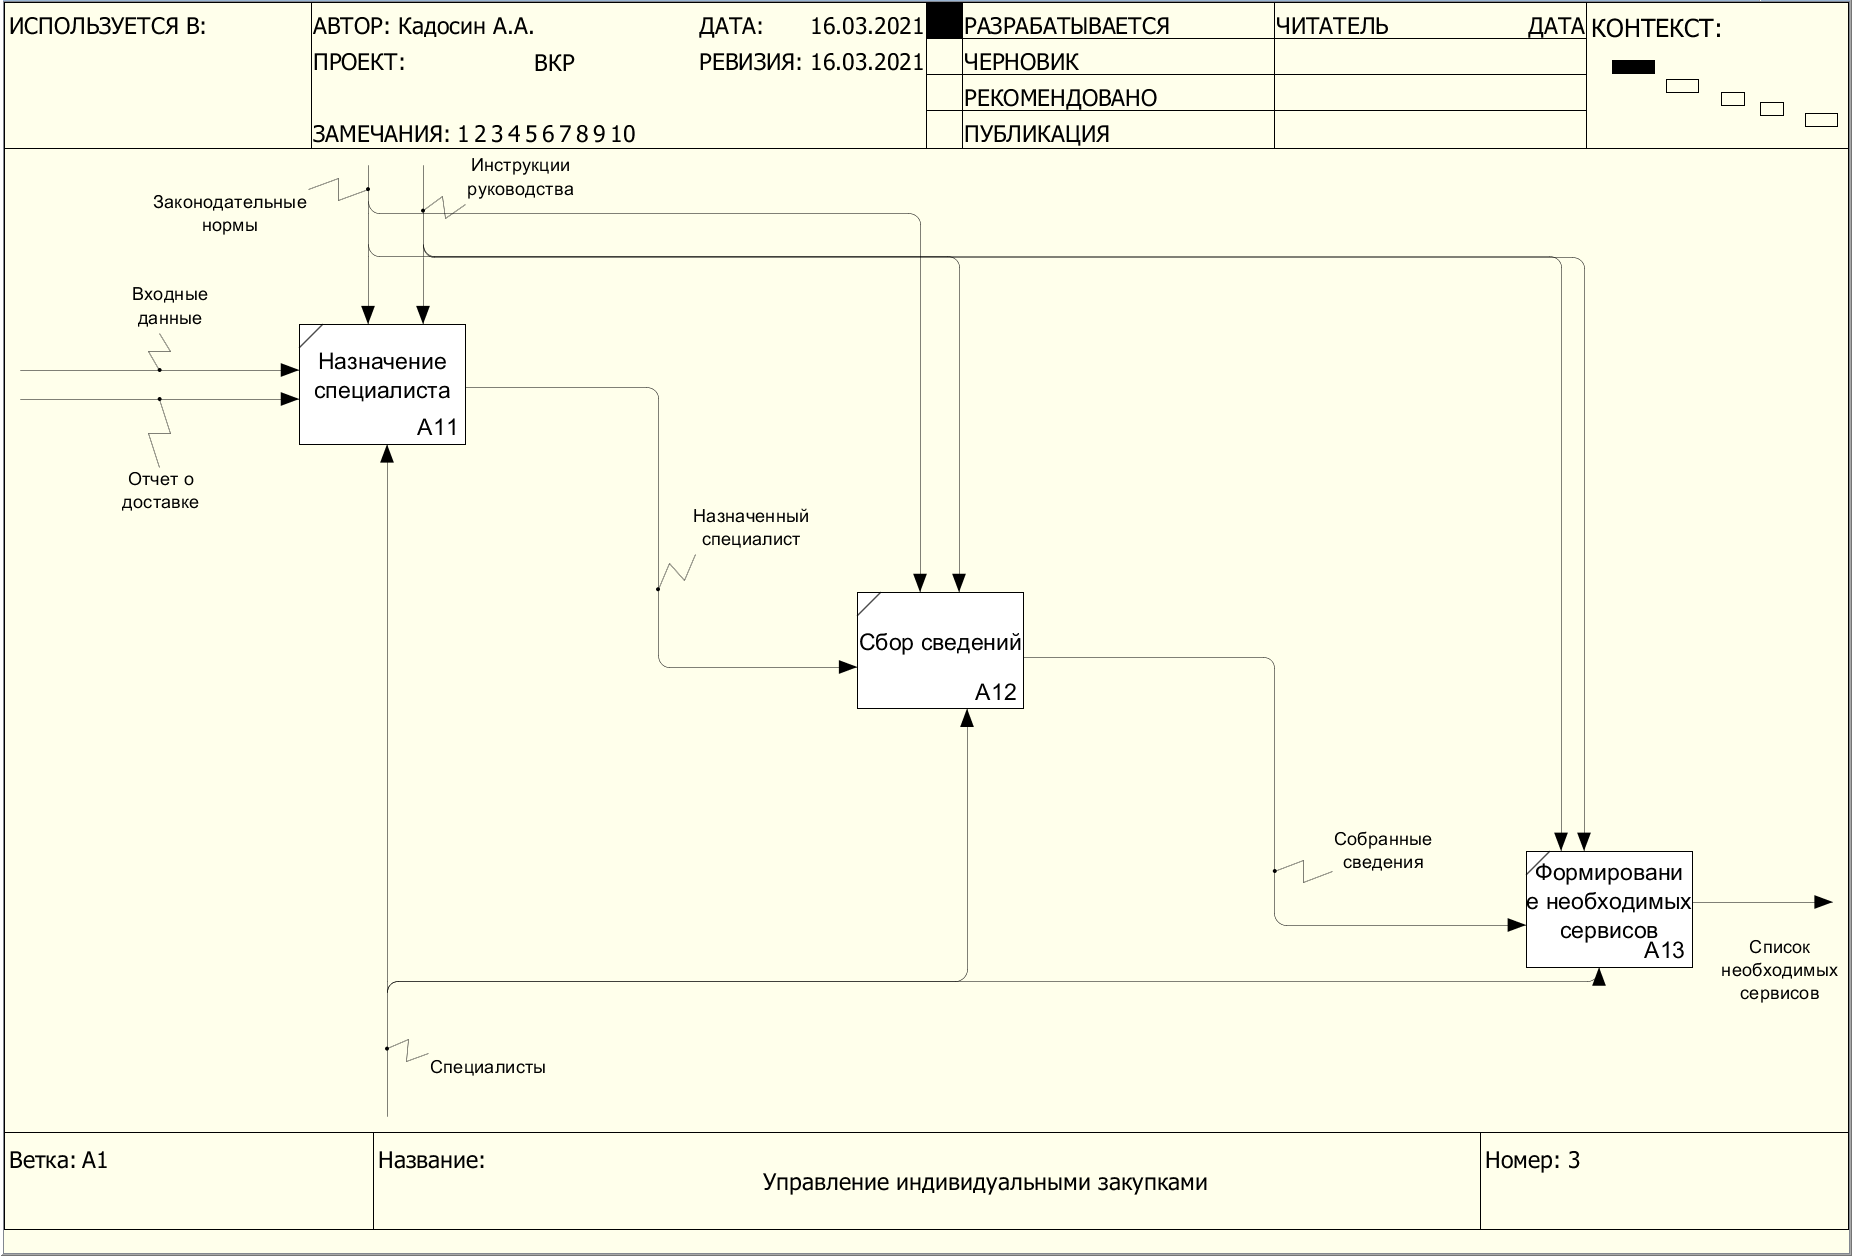 ИСПОЛЬЗУЕТСЯ В:
АВТОР: Кадосин А.А.
ДАТА: 16.03.2021
ПРОЕКТ: ВКР
РЕВИЗИЯ: 16.03.2021
ЗАМЕЧАНИЯ: 1 2 3 4 5 6 7 8 9 10
РАЗРАБАТЫВАЕТСЯ
ЧЕРНОВИК
РЕКОМЕНДОВАНО
ПУБЛИКАЦИЯ
ЧИТАТЕЛЬ
ДАТА
КОНТЕКСТ:
Инструкции
руководства
Законодательные
нормы
Входные
данные
Назначение
специалиста
A11
Отчет о
доставке
Назначенный
специалист
Сбор сведений
A12
Собранные
сведения
Формировани
е необходимых
сервисов
A13
Список
необходимых
сервисов
Специалисты
Ветка: A1
Название:
Управление индивидуальными закупками
Номер: 3